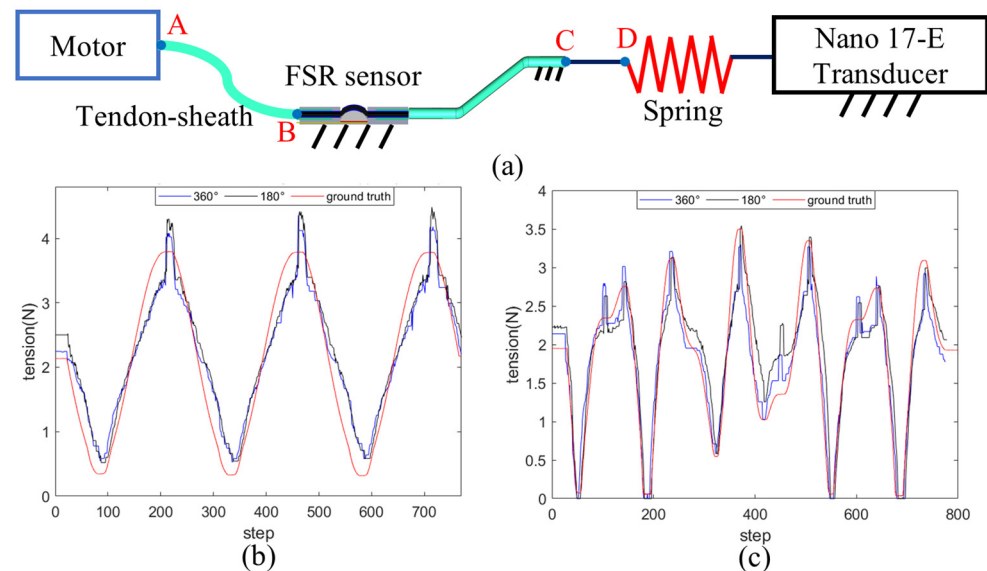 A
Motor
Tendon-sheath
B
FSR sensor
C
D
Spring
Nano 17-E
Transducer
(a)
360° 180° ground truth
tension(N)
4
3
2
1
0
0 100 200 300 400 500 600 700
step
(b)
360° 180° ground truth
tension(N)
4
3.5
3
2.5
2
1.5
1
0.5
0
0 200 400 600 800
step
(c)